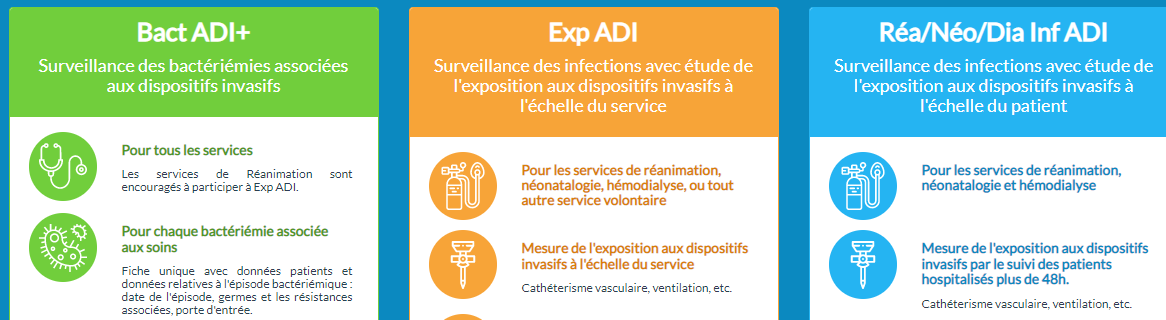 Bact ADI+
Surveillance des bactériémies associées
aux dispositifs invasifs
Pour tous les services
Les services de Réanimation sont
encouragés à participer à Exp ADI.
Pour chaque bactériémie associée
aux soins
Fiche unique avec données patients et
données relatives à l'épisode bactériémique :
date de l'épisode, germes et les résistances
associées, porte d'entrée.
Exp ADI
Surveillance des infections avec étude de
l'exposition aux dispositifs invasifs à
l'échelle du service
Pour les services de réanimation,
néonatalogie, hémodialyse, ou tout
autre service volontaire
Mesure de l'exposition aux dispositifs
invasifs à l'échelle du service
Cathéterisme vasculaire, ventilation, etc.
Réa/Néo/Dia Inf ADI
Surveillance des infections avec étude de
l'exposition aux dispositifs invasifs à
l'échelle du patient
Pour les services de réanimation,
néonatalogie et hémodialyse
Mesure de l'exposition aux dispositifs
invasifs par le suivi des patients
hospitalisés plus de 48h.
Cathéterisme vasculaire, ventilation, etc.